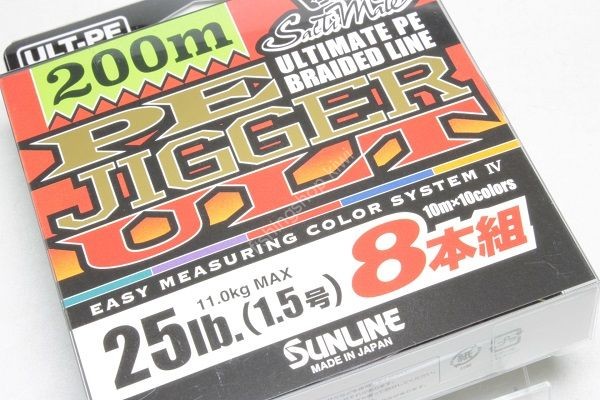 ULT-PE
200m
SaltiMate
ULTIMATE PE
BRAIDED LINE
PE
JIGGER
ULT
EASY MEASURING COLOR SYSTEM IV
10m×10colors
11.0kg MAX
25lb.(1.5号)
8本組
SUNLINE
MADE IN JAPAN